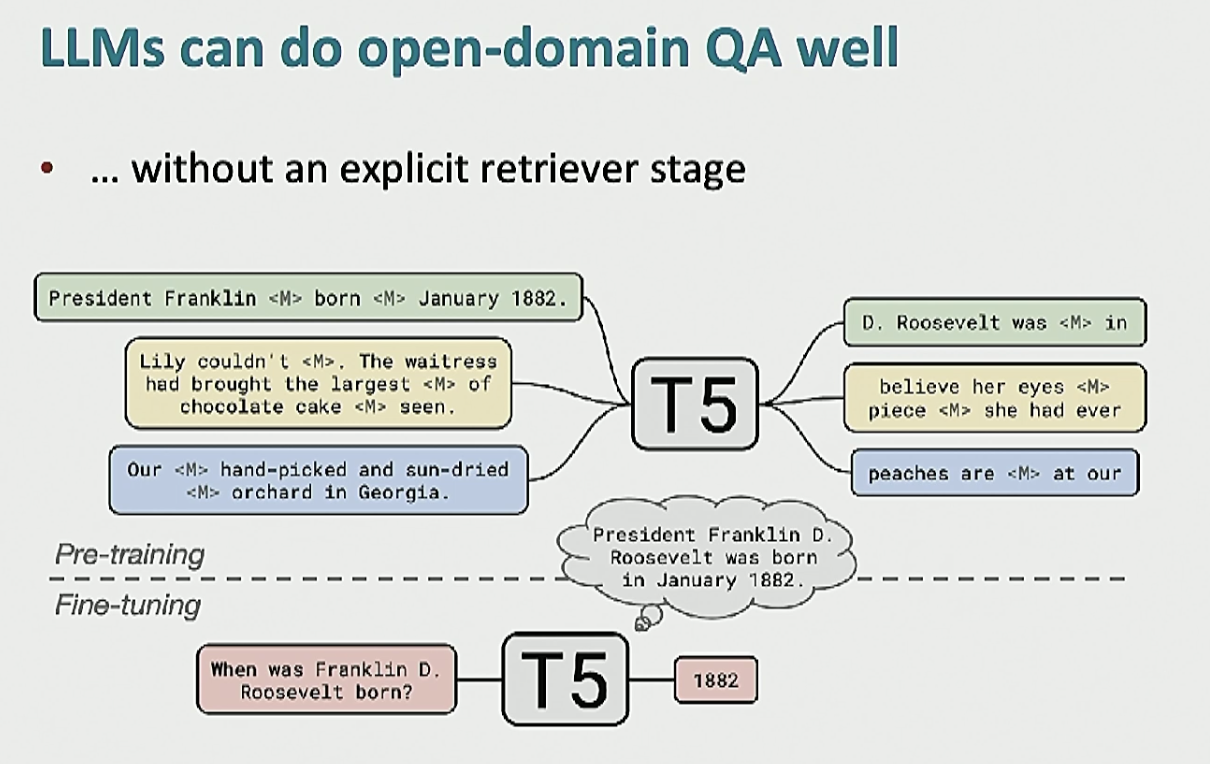 LLMs can do open-domain QA well
• ... without an explicit retriever stage
President Franklin <M> born <M> January 1882.
Lily couldn't <M>. The waitress
had brought the largest <M> of
chocolate cake <M> seen.
Our <M> hand-picked and sun-dried
<M> orchard in Georgia.
T5
D. Roosevelt was <M> in
believe her eyes <M>
piece <M> she had ever
peaches are <M> at our
Pre-training
President Franklin D.
Roosevelt was born
in January 1882.
Fine-tuning
When was Franklin D.
Roosevelt born?
T5
1882